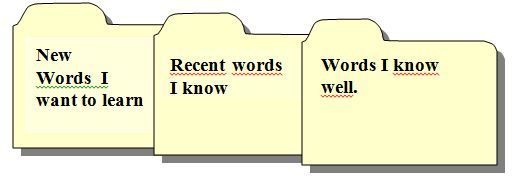 New
Words I
want to learn
Recent words
I know
Words I know
well.